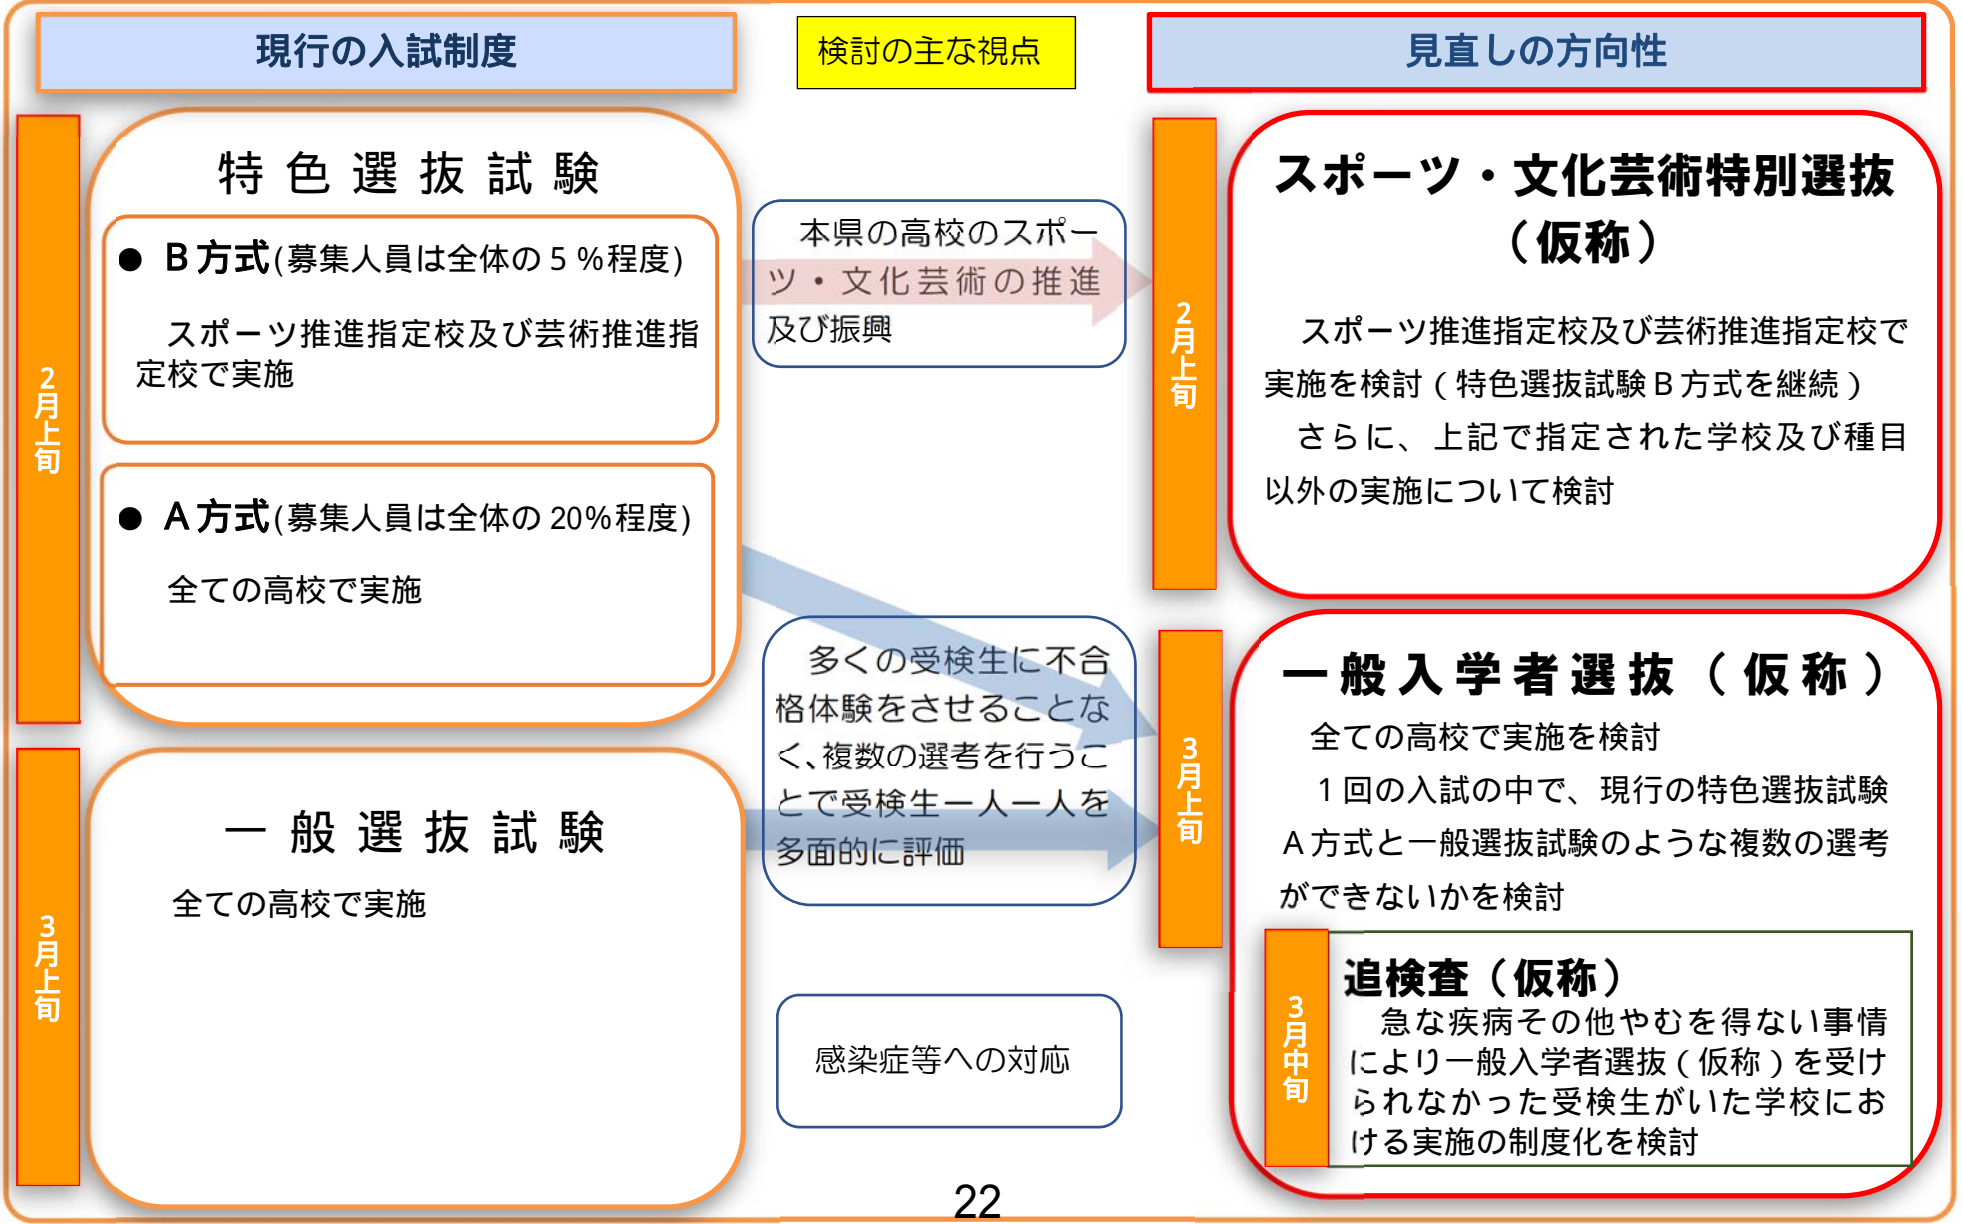 現行の入試制度
2月上旬
特色選抜試験
● B方式(募集人員は全体の5%程度)
スポーツ推進指定校及び芸術推進指
定校で実施
● A方式(募集人員は全体の20%程度)
全ての高校で実施
3月上旬
一般選抜試験
全ての高校で実施
検討の主な視点
本県の高校のスポー
ツ・文化芸術の推進
及び振興
多くの受検生に不合
格体験をさせることな
く、複数の選考を行うこ
とで受検生一人一人を
多面的に評価
感染症等への対応
見直しの方向性
2月上旬
スポーツ・文化芸術特別選抜
（仮称）
スポーツ推進指定校及び芸術推進指定校で
実施を検討(特色選抜試験B方式を継続)
さらに、上記で指定された学校及び種目
以外の実施について検討
3月上旬
一般入学者選抜（仮称）
全ての高校で実施を検討
1回の入試の中で、現行の特色選抜試験
A方式と一般選抜試験のような複数の選考
ができないかを検討
3月中旬
追検査（仮称）
急な疾病その他やむを得ない事情
により一般入学者選抜(仮称)を受け
られなかった受検生がいた学校にお
ける実施の制度化を検討
22